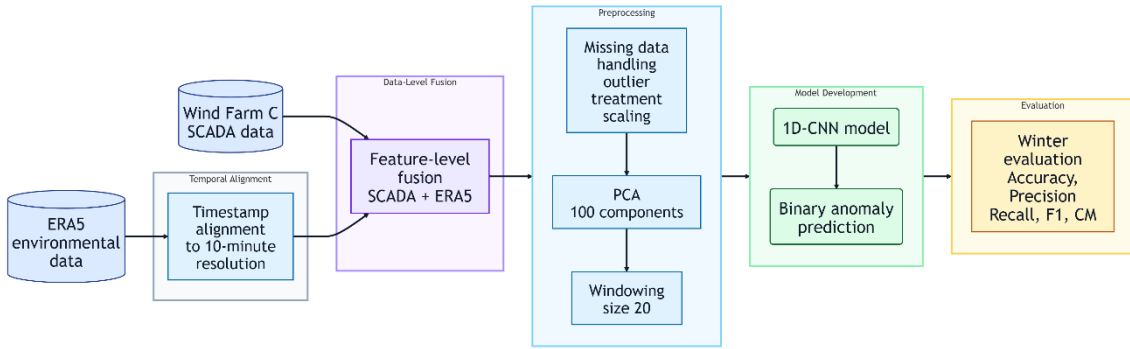 Wind Farm C
SCADA data
ERA5
environmental
data
Temporal Alignment
Timestamp
alignment
to 10-minute
resolution
Data-Level Fusion
Feature-level
fusion
SCADA + ERA5
Preprocessing
Missing data
handling
outlier
treatment
scaling
PCA
100 components
Windowing
size 20
Model Development
1D-CNN model
Binary anomaly
prediction
Evaluation
Winter
evaluation
Accuracy,
Precision
Recall, F1, CM